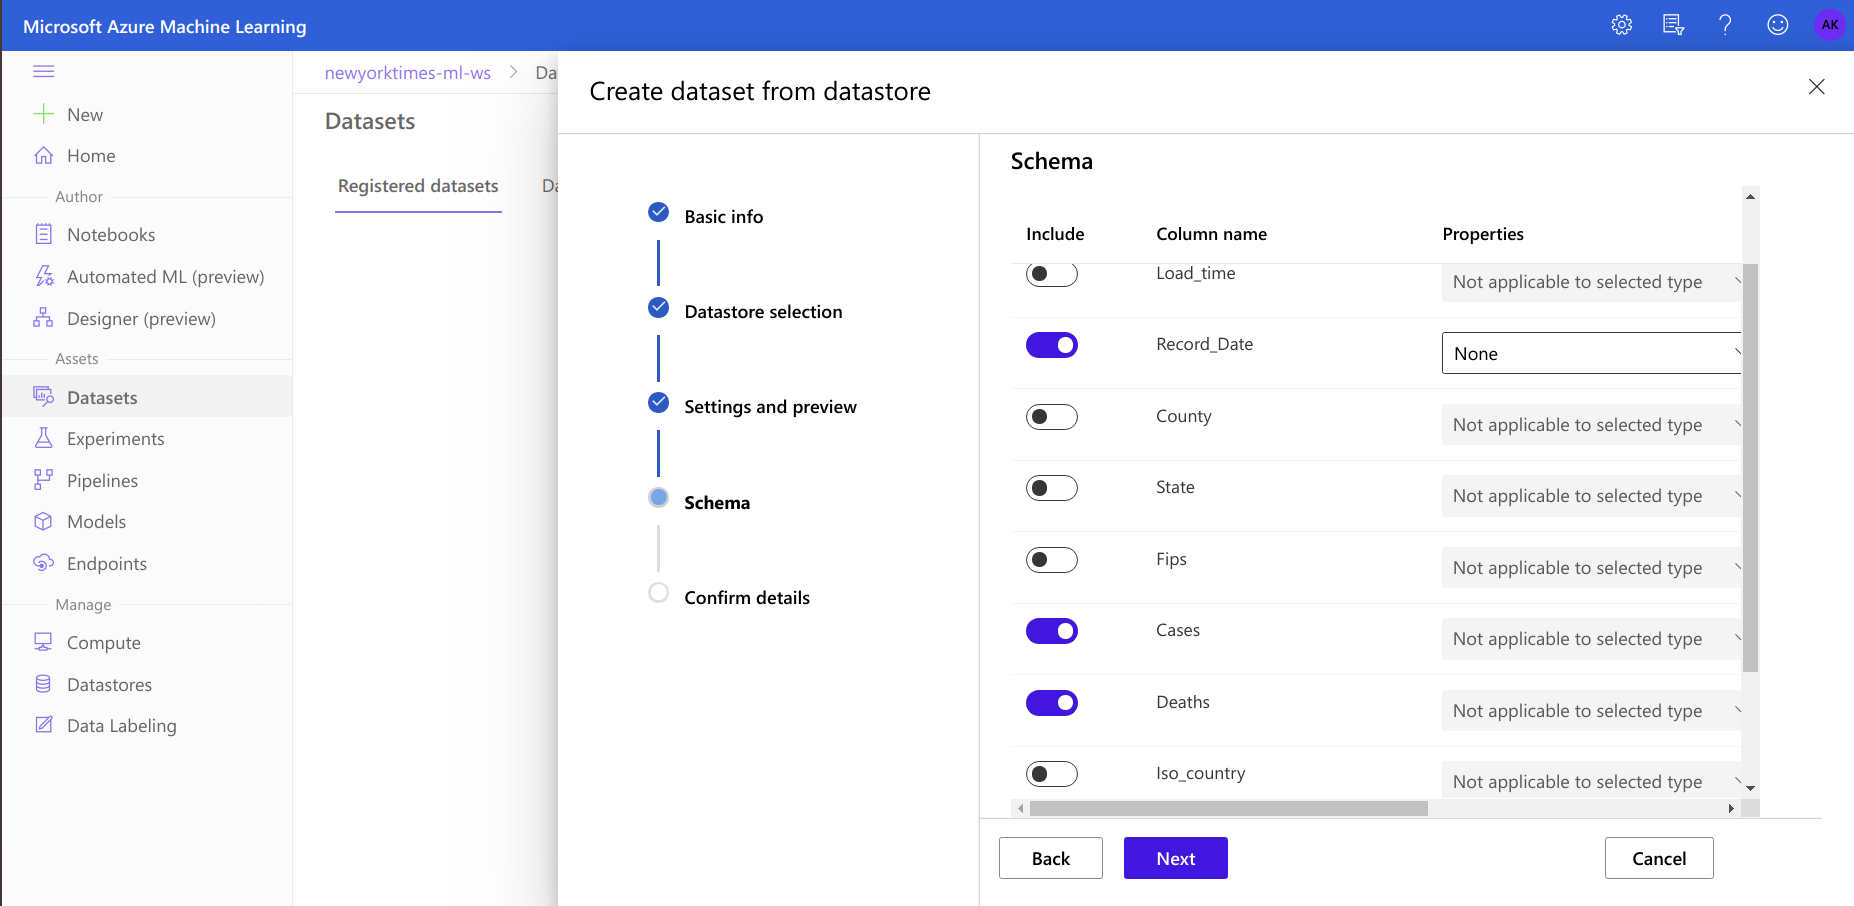 Microsoft Azure Machine Learning
AK
New
Home
Author
Notebooks
Automated ML (preview)
Designer (preview)
Assets
Datasets
Experiments
Pipelines
Models
Endpoints
Manage
Compute
Datastores
Data Labeling
newyorktimes-ml-ws > Da
Datasets
Registered datasets Da
Create dataset from datastore
Basic info
Datastore selection
Settings and preview
Schema
Confirm details
Schema
Include Column name Properties
Load_time Not applicable to selected type
Record_Date None
County Not applicable to selected type
State Not applicable to selected type
Fips Not applicable to selected type
Cases Not applicable to selected type
Deaths Not applicable to selected type
Iso_country Not applicable to selected type
Back Next Cancel